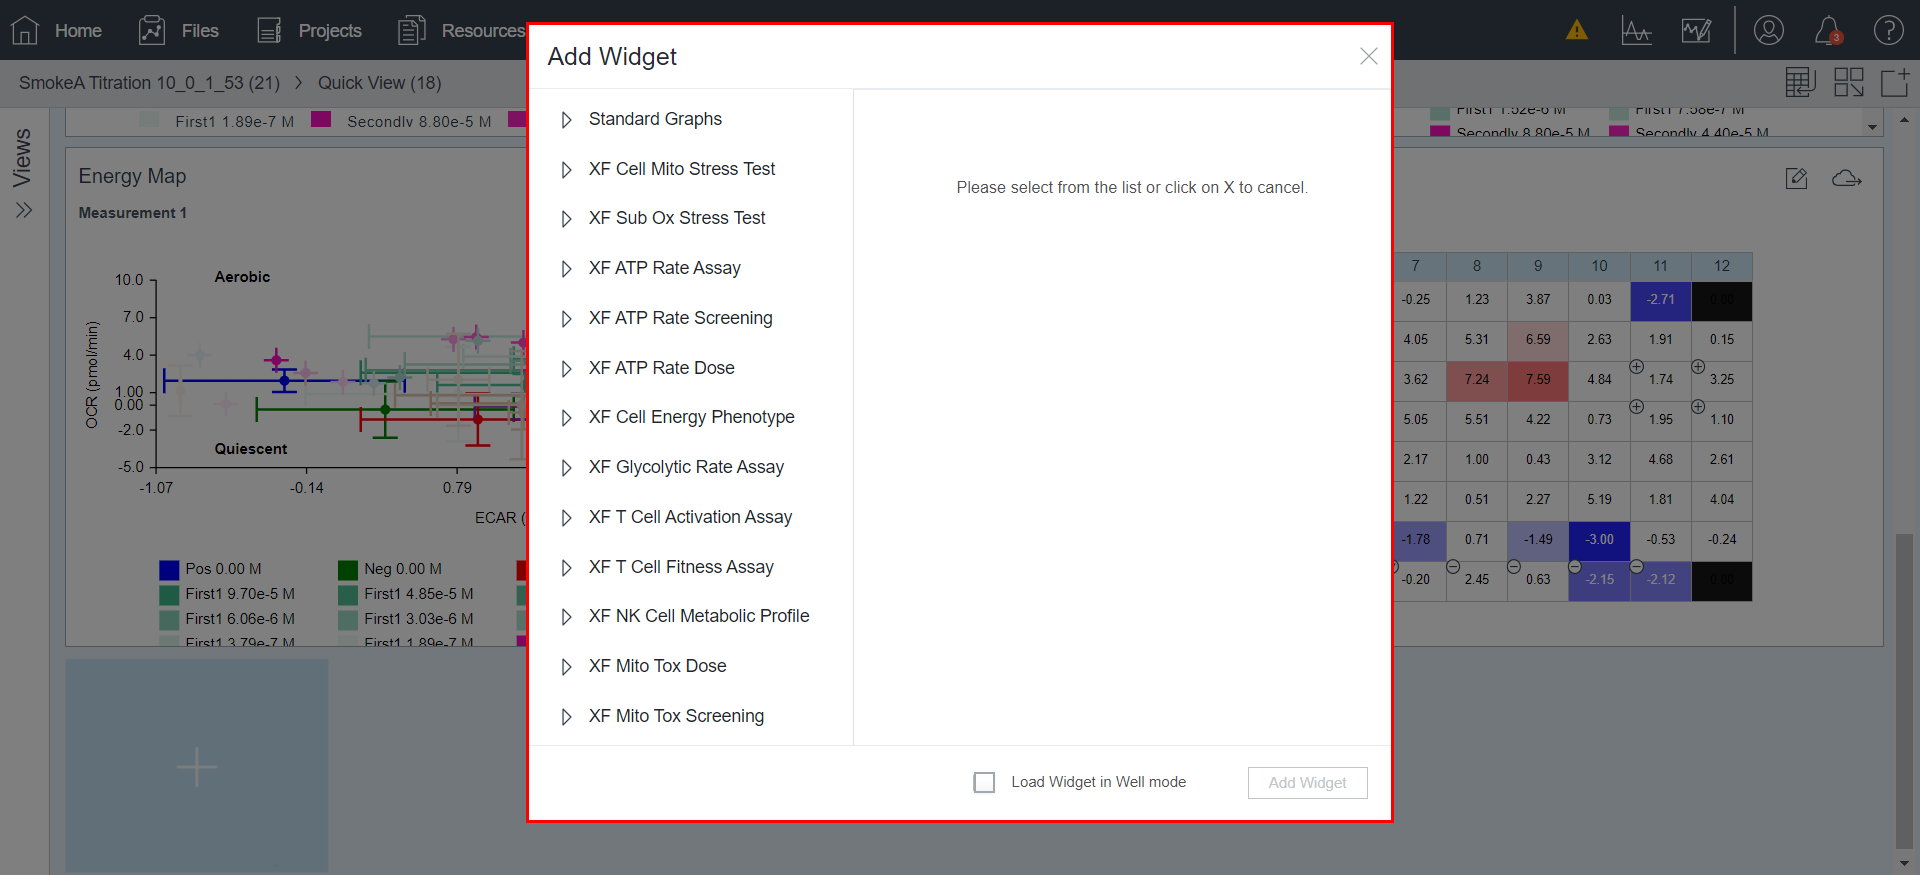 Home Files Projects Resources
3
SmokeA Titration 10_0_1_53 (21) > Quick View (18)
Views
First1 1.89e-7 M Secondly 8.80e-5 M
First1 1.52e-6 M First1 7.58e-7 M
Secondly 8.80e-5 M Secondly 4.40e-5 M
Energy Map
Measurement 1
Aerobic
10.0
7.0
4.0
1.00
0.00
-2.0
-5.0
OCR (pmol/min)
Quiescent
-1.07 -0.14 0.79
ECAR (
Pos 0.00 M Neg 0.00 M
First1 9.70e-5 M First1 4.85e-5 M
First1 6.06e-6 M First1 3.03e-6 M
First1 3.79e-7 M First1 1.89e-7 M
Add Widget
Standard Graphs
XF Cell Mito Stress Test
XF Sub Ox Stress Test
XF ATP Rate Assay
XF ATP Rate Screening
XF ATP Rate Dose
XF Cell Energy Phenotype
XF Glycolytic Rate Assay
XF T Cell Activation Assay
XF T Cell Fitness Assay
XF NK Cell Metabolic Profile
XF Mito Tox Dose
XF Mito Tox Screening
Please select from the list or click on X to cancel.
Load Widget in Well mode
Add Widget
7 8 9 10 11 12
-0.25 1.23 3.87 0.03 -2.71 0.00
4.05 5.31 6.59 2.63 1.91 0.15
3.62 7.24 7.59 4.84 1.74 3.25
5.05 5.51 4.22 0.73 1.95 1.10
2.17 1.00 0.43 3.12 4.68 2.61
1.22 0.51 2.27 5.19 1.81 4.04
-1.78 0.71 -1.49 -3.00 -0.53 -0.24
-0.20 2.45 0.63 -2.15 -2.12 0.00